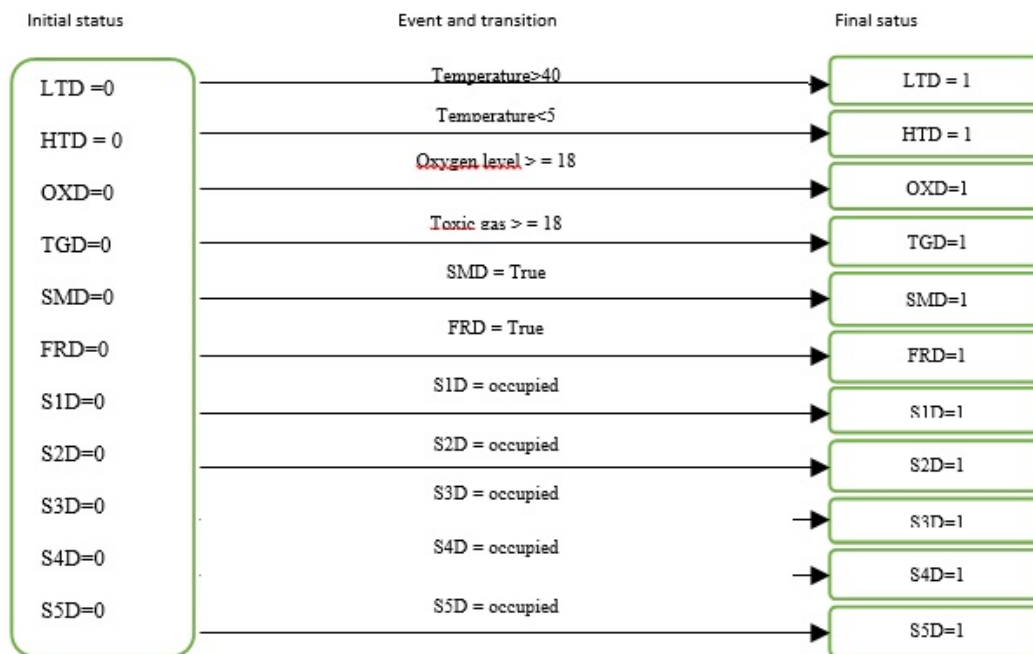 Initial status
Event and transition
Final satus
LTD =0
HTD = 0
OXD=0
TGD=0
SMD=0
FRD=0
S1D=0
S2D=0
S3D=0
S4D=0
S5D=0
Temperature>40
Temperature<5
Oxygen level > = 18
Toxic gas > = 18
SMD = True
FRD = True
S1D = occupied
S2D = occupied
S3D = occupied
S4D = occupied
S5D = occupied
LTD = 1
HTD = 1
OXD=1
TGD=1
SMD=1
FRD=1
S1D=1
S2D=1
S3D=1
S4D=1
S5D=1